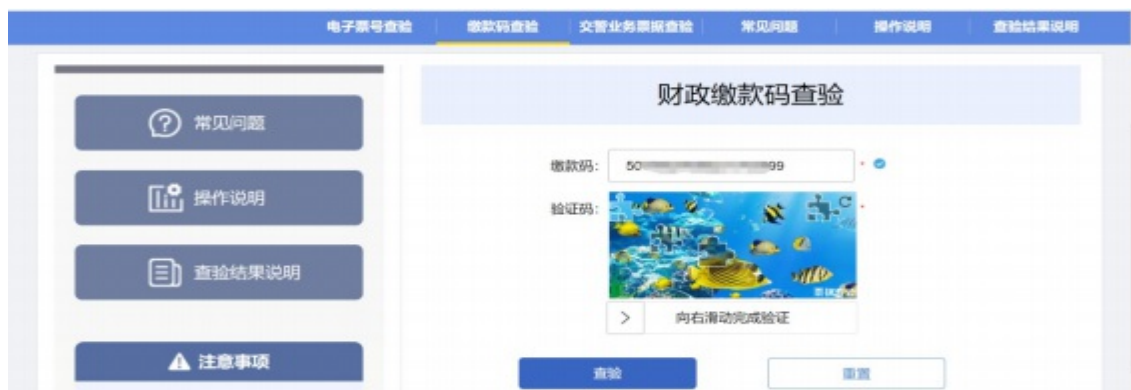 电子票号查验 缴款码查验 交警业务票据查验 常见问题 操作说明 查验结果说明
财政缴款码查验
常见问题
缴款码: 50 99 *
操作说明
验证码: *
查验结果说明
> 向右滑动完成验证
注意事项
查验 重置